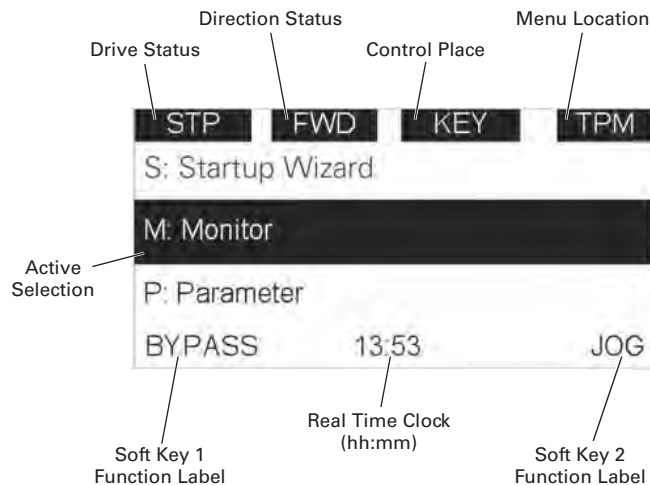 Direction Status
Menu Location
Drive Status
Control Place
STP FWD KEY TPM
S: Startup Wizard
M: Monitor
Active
Selection
P: Parameter
BYPASS 13:53 JOG
Real Time Clock
(hh:mm)
Soft Key 1
Function Label
Soft Key 2
Function Label